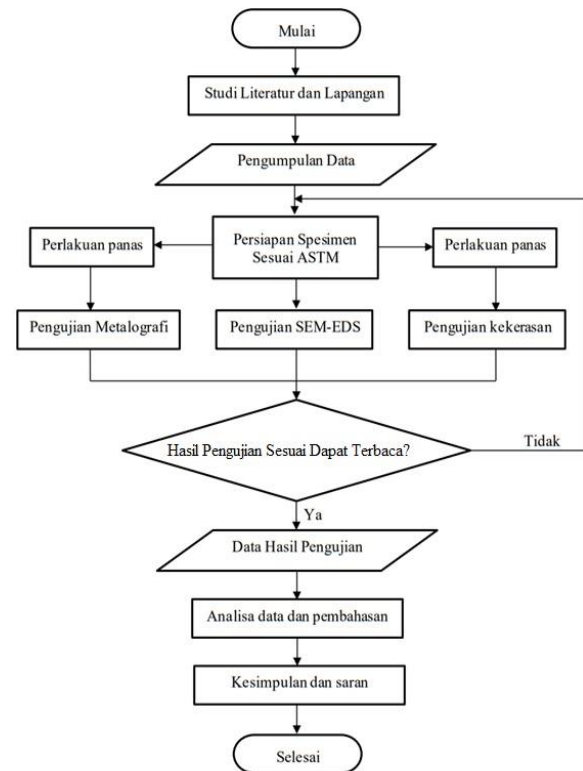 Mulai
Studi Literatur dan Lapangan
Pengumpulan Data
Perlakuan panas
Persiapan Spesimen
Sesuai ASTM
Perlakuan panas
Pengujian Metalografi
Pengujian SEM-EDS
Pengujian kekerasan
Hasil Pengujian Sesuai Dapat Terbaca?
Tidak
Ya
Data Hasil Pengujian
Analisa data dan pembahasan
Kesimpulan dan saran
Selesai